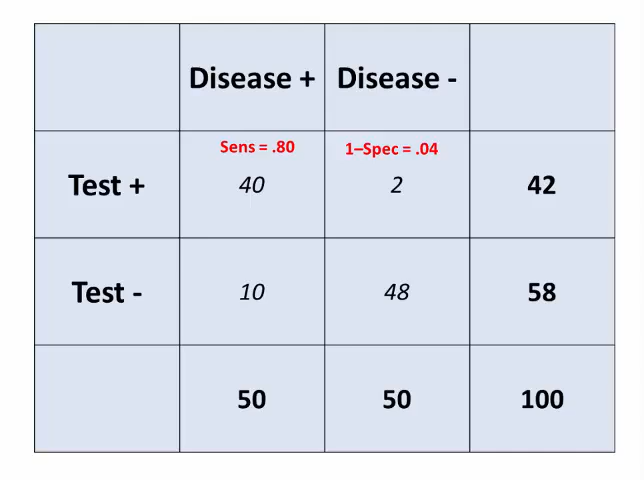 Disease + Disease -
Sens = .80 1–Spec = .04
Test + 40 2 42
Test - 10 48 58
50 50 100